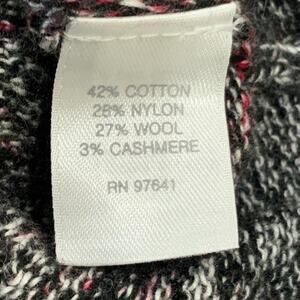 42% COTTON
28% NYLON
27% WOOL
3% CASHMERE
RN 97641